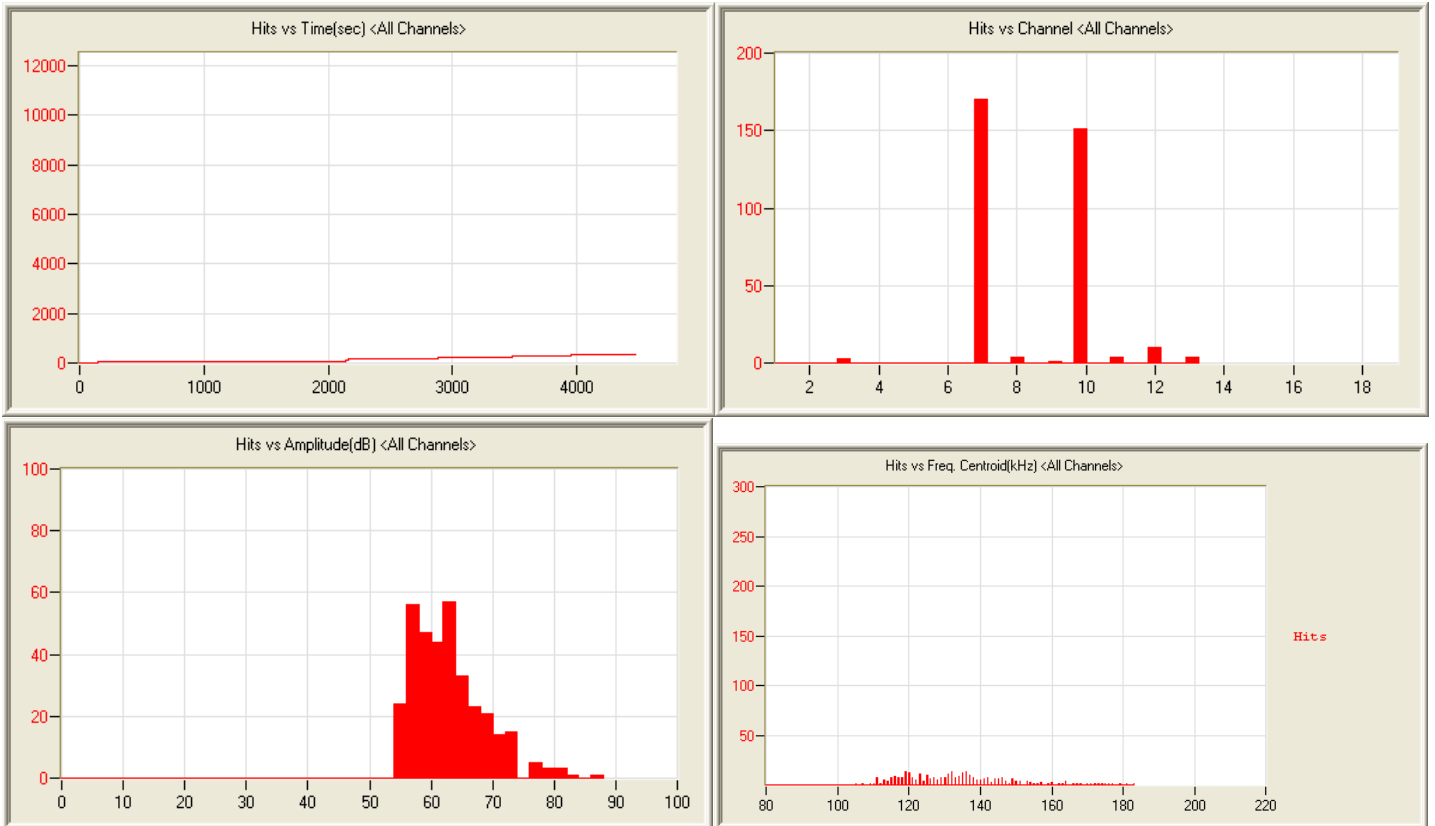 Hits vs Time(sec) <All Channels>
12000
10000
8000
6000
4000
2000
0
0 1000 2000 3000 4000
Hits vs Channel <All Channels>
200
150
100
50
0
2 4 6 8 10 12 14 16 18
Hits vs Amplitude(dB) <All Channels>
100
80
60
40
20
0
0 10 20 30 40 50 60 70 80 90 100
Hits vs Freq. Centroid(kHz) <All Channels>
300
250
200
150
100
50
80 100 120 140 160 180 200 220
Hits